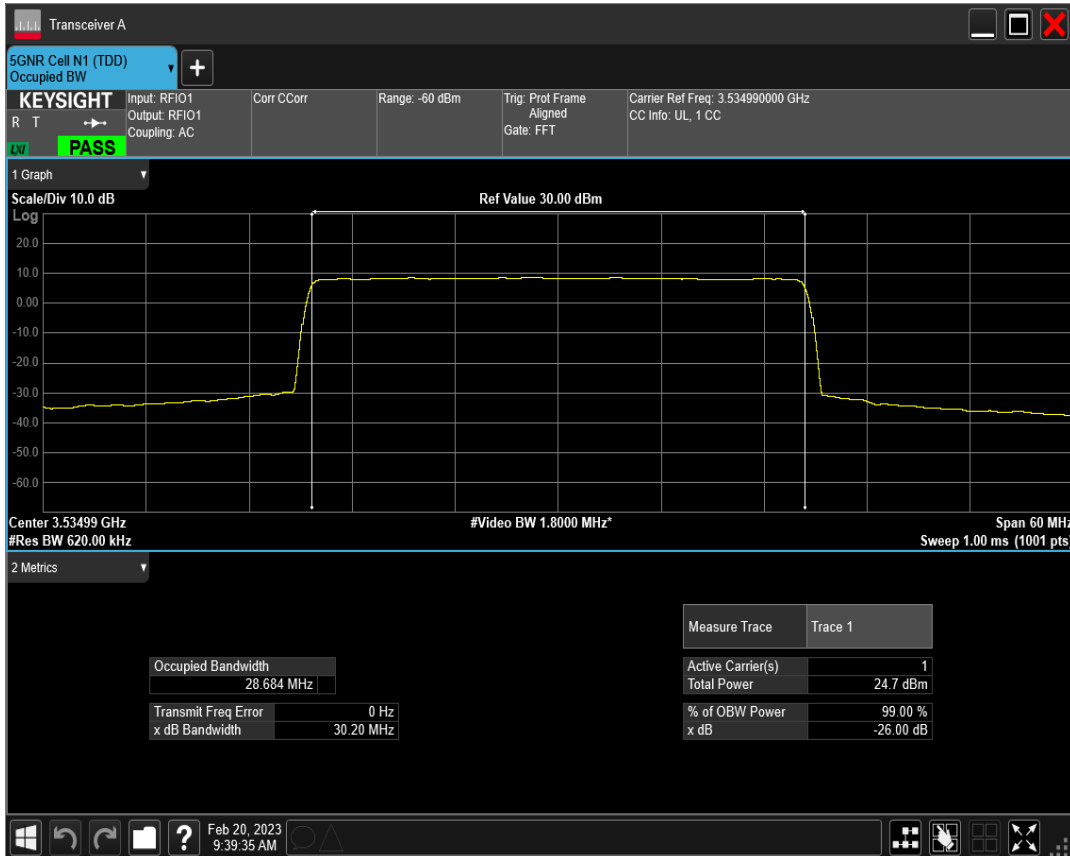 Transceiver A
5GNR Cell N1 (TDD)
Occupied BW
+
KEYSIGHT
R T
LXI
PASS
Input: RFIO1
Output: RFIO1
Coupling: AC
Corr CCorr
Range: -60 dBm
Trig: Prot Frame
Aligned
Gate: FFT
Carrier Ref Freq: 3.534990000 GHz
CC Info: UL, 1 CC
1 Graph
Scale/Div 10.0 dB
Ref Value 30.00 dBm
Log
20.0
10.0
0.00
-10.0
-20.0
-30.0
-40.0
-50.0
-60.0
Center 3.53499 GHz
#Video BW 1.8000 MHz*
Span 60 MHz
#Res BW 620.00 kHz
Sweep 1.00 ms (1001 pts)
2 Metrics
Measure Trace Trace 1
Occupied Bandwidth
28.684 MHz
Transmit Freq Error 0 Hz
x dB Bandwidth 30.20 MHz
Active Carrier(s) 1
Total Power 24.7 dBm
% of OBW Power 99.00 %
x dB -26.00 dB
?
Feb 20, 2023
9:39:35 AM